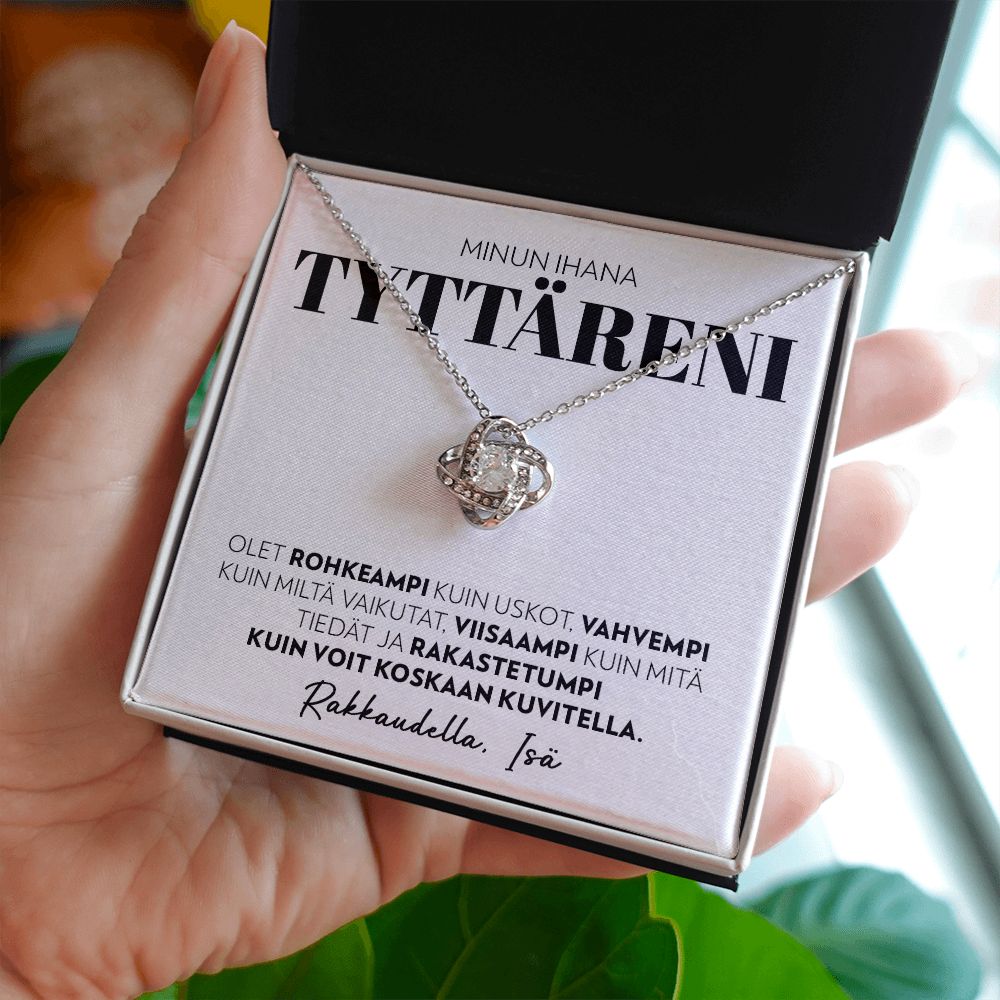 MINUN IHANA
TYTTÄRENI
OLET ROHKEAMPI KUIN USKOT, VAHVEMPI
KUIN MILTÄ VAIKUTAT, VIISAAMPI KUIN MITÄ
TIEDÄT JA RAKASTETUMPI
KUIN VOIT KOSKAAN KUVITELLA.
Rakkaudella, Isä